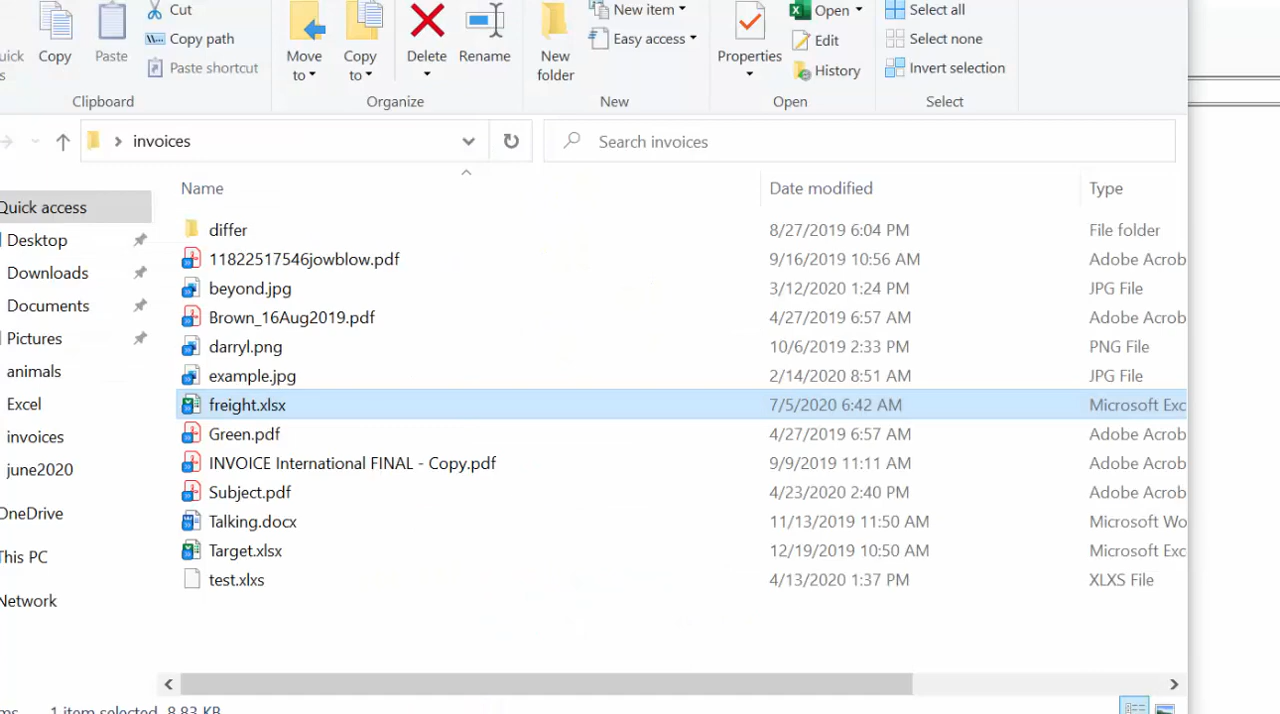 Cut
Copy path
Paste shortcut
Copy
Paste
Clipboard
Move to
Copy to
Delete
Rename
Organize
New folder
New item
Easy access
New
Properties
Open
Edit
History
Open
Select all
Select none
Invert selection
Select
invoices
Search invoices
Quick access
Desktop
Downloads
Documents
Pictures
animals
Excel
invoices
june2020
OneDrive
This PC
Network
Name Date modified Type
differ 8/27/2019 6:04 PM File folder
11822517546jowblow.pdf 9/16/2019 10:56 AM Adobe Acrob
beyond.jpg 3/12/2020 1:24 PM JPG File
Brown_16Aug2019.pdf 4/27/2019 6:57 AM Adobe Acrob
darryl.png 10/6/2019 2:33 PM PNG File
example.jpg 2/14/2020 8:51 AM JPG File
freight.xlsx 7/5/2020 6:42 AM Microsoft Exc
Green.pdf 4/27/2019 6:57 AM Adobe Acrob
INVOICE International FINAL - Copy.pdf 9/9/2019 11:11 AM Adobe Acrob
Subject.pdf 4/23/2020 2:40 PM Adobe Acrob
Talking.docx 11/13/2019 11:50 AM Microsoft Wo
Target.xlsx 12/19/2019 10:50 AM Microsoft Exc
test.xlxs 4/13/2020 1:37 PM XLXS File
1 item selected 8.83 KB